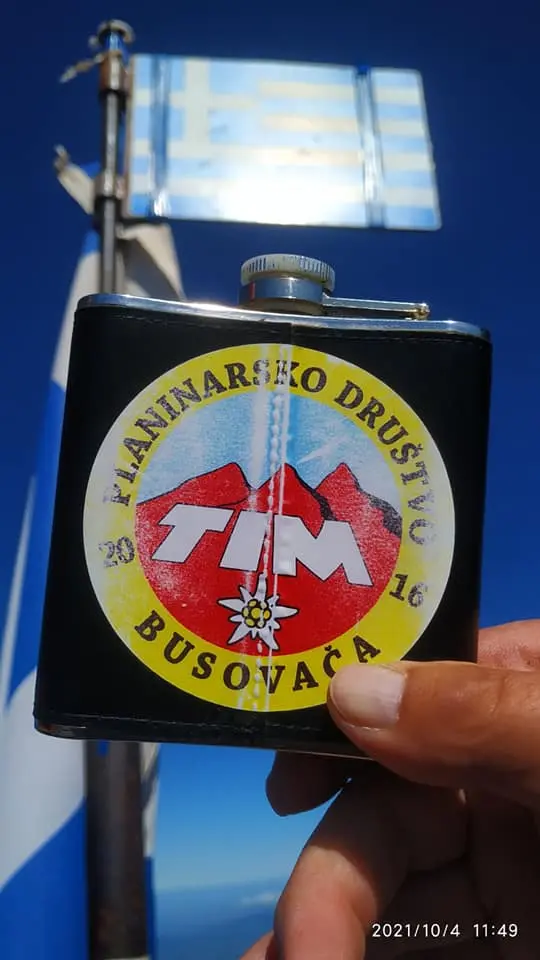 PLANINARSKO DRUŠTVO
TIM
20 16
BUSOVAČA
2021/10/4 11:49